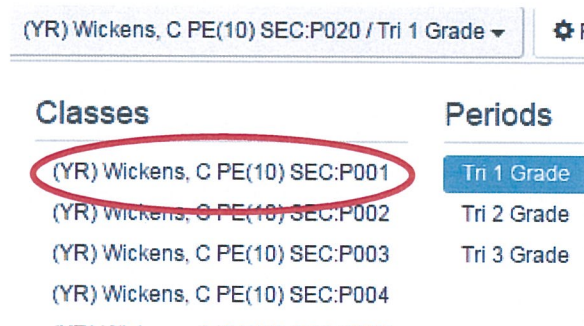 (YR) Wickens, C PE(10) SEC:P020 / Tri 1 Grade
Classes
(YR) Wickens, C PE(10) SEC:P001
(YR) Wickens, C PE(10) SEC:P002
(YR) Wickens, C PE(10) SEC:P003
(YR) Wickens, C PE(10) SEC:P004
Periods
Tri 1 Grade
Tri 2 Grade
Tri 3 Grade